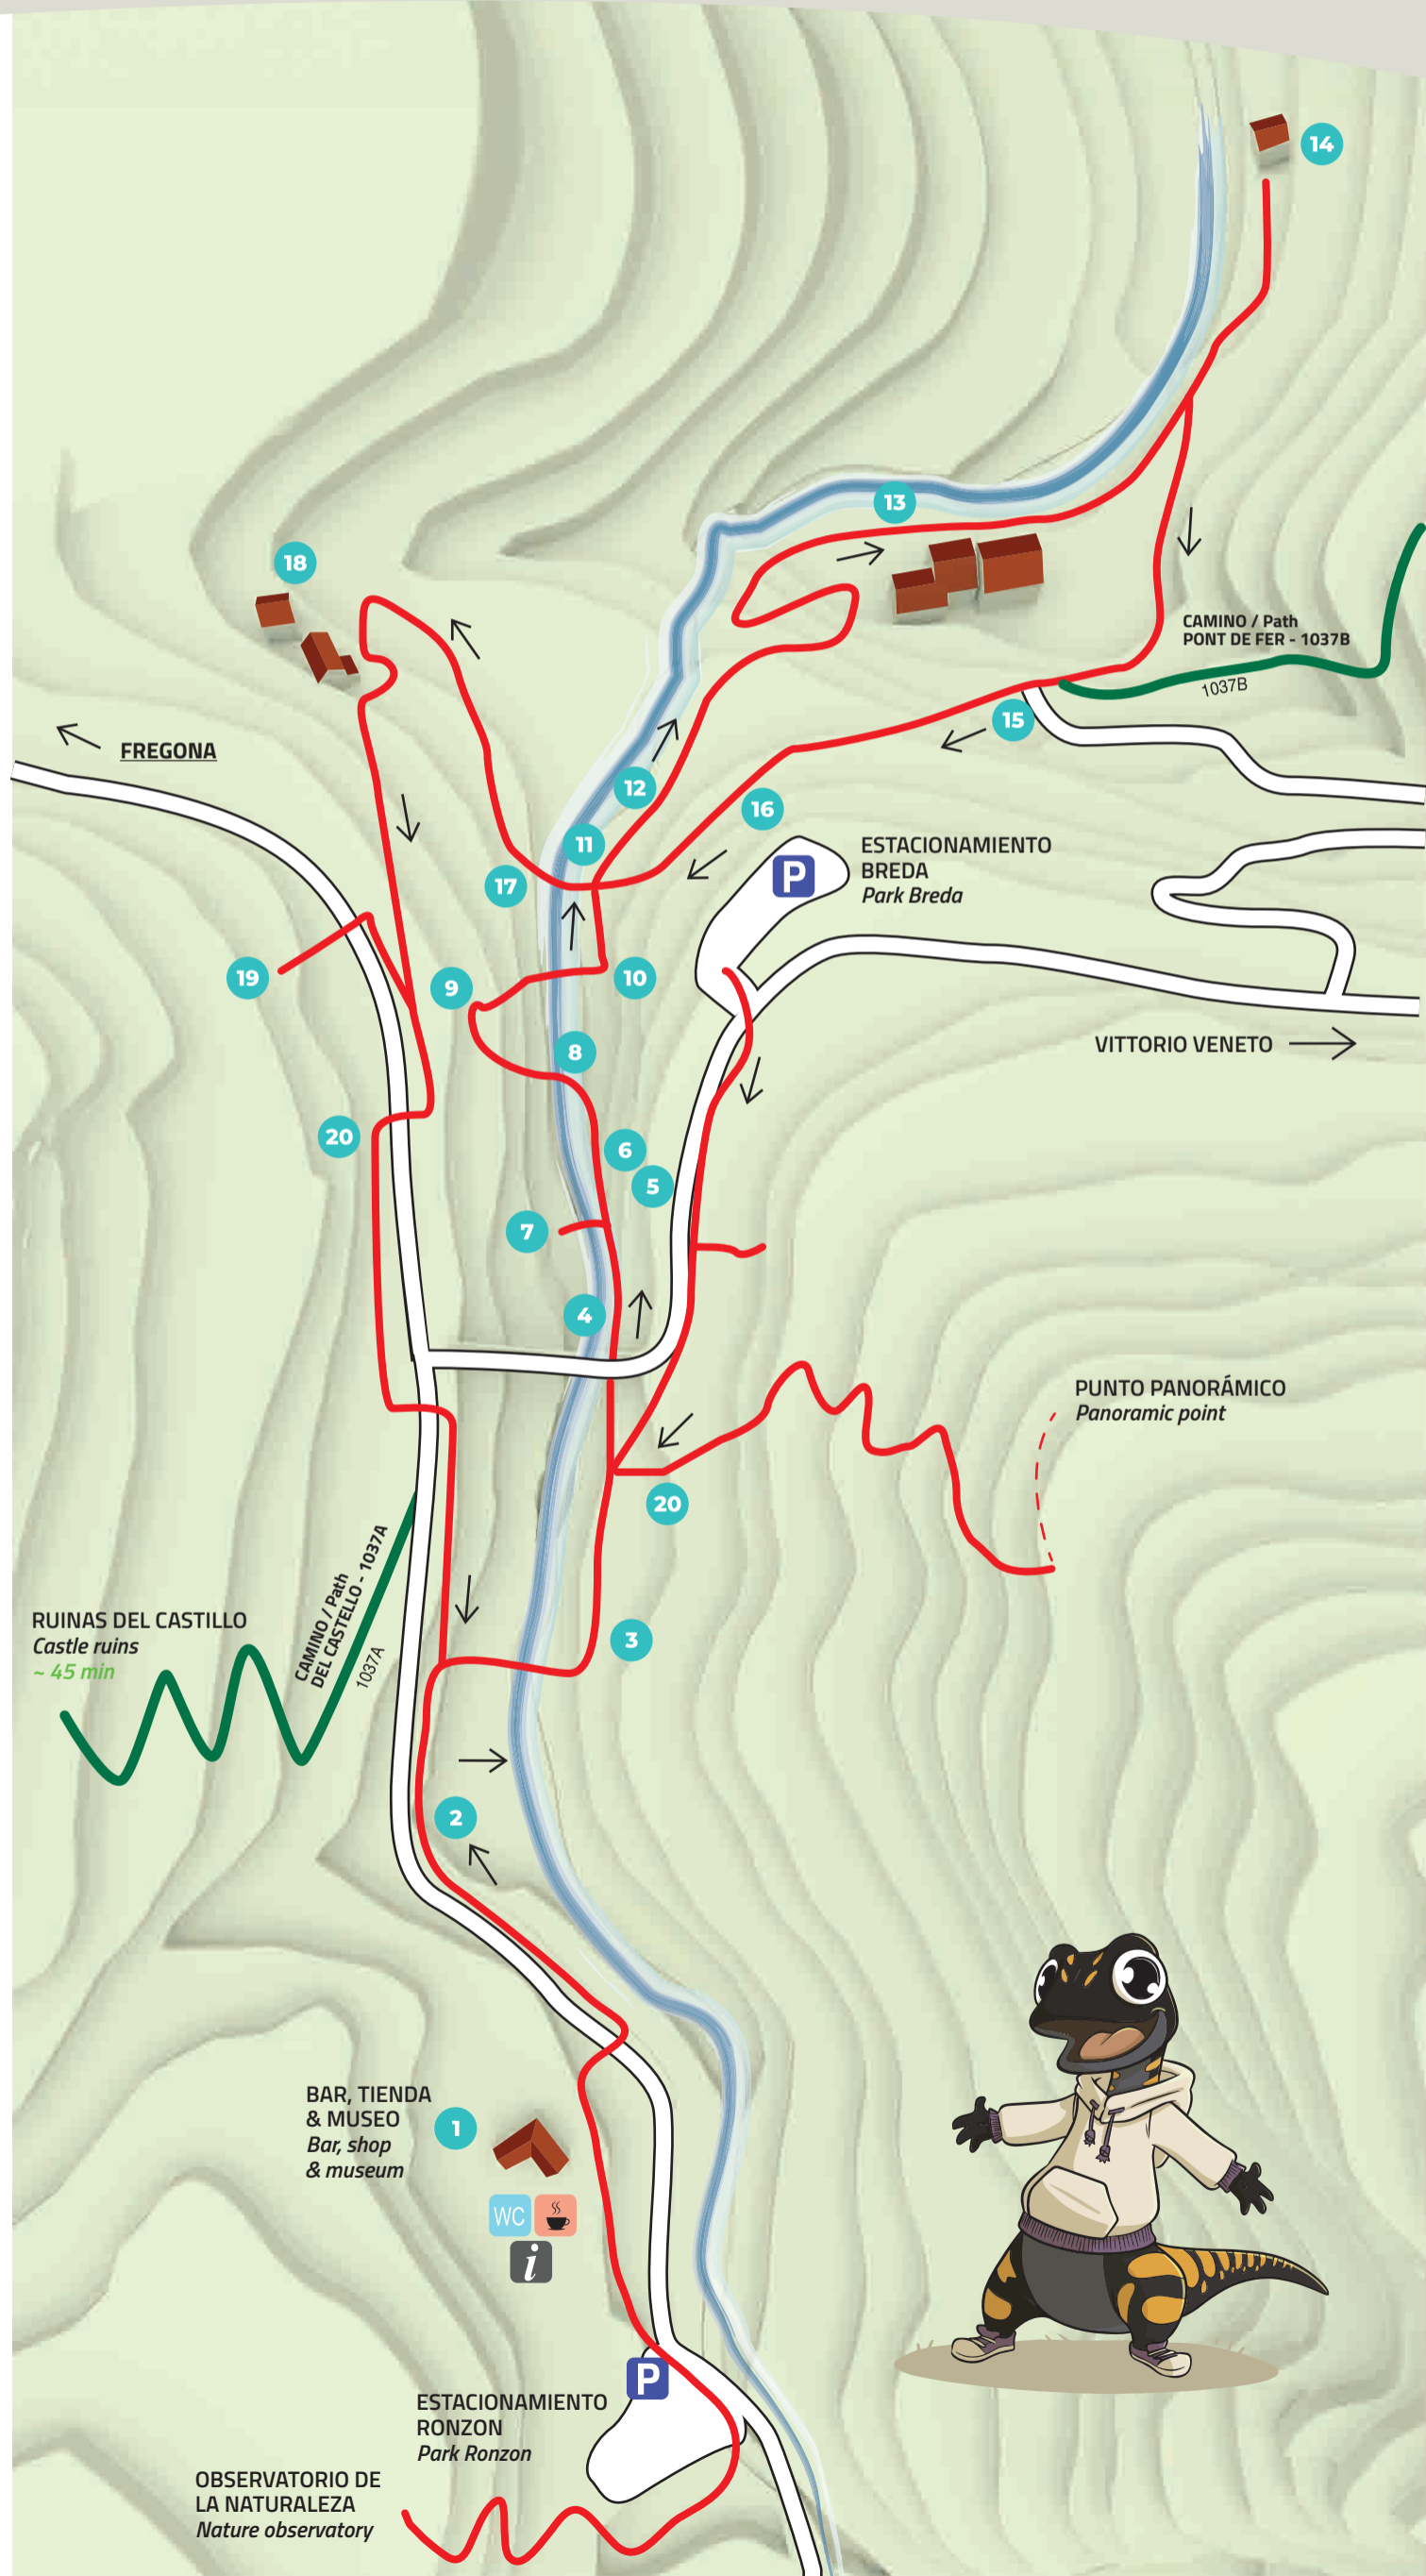 14
13
18
CAMINO / Path
PONT DE FER - 1037B
1037B
15
FREGONA
12
16
11
ESTACIONAMIENTO
BREDA
Park Breda
P
17
19
9
10
8
VITTORIO VENETO
20
6
5
7
4
PUNTO PANORÁMICO
Panoramic point
20
CAMINO / Path
DEL CASTELLO - 1037A
1037A
RUINAS DEL CASTILLO
Castle ruins
~ 45 min
3
2
BAR, TIENDA
& MUSEO
Bar, shop
& museum
1
WC
i
P
ESTACIONAMIENTO
RONZON
Park Ronzon
OBSERVATORIO DE
LA NATURALEZA
Nature observatory